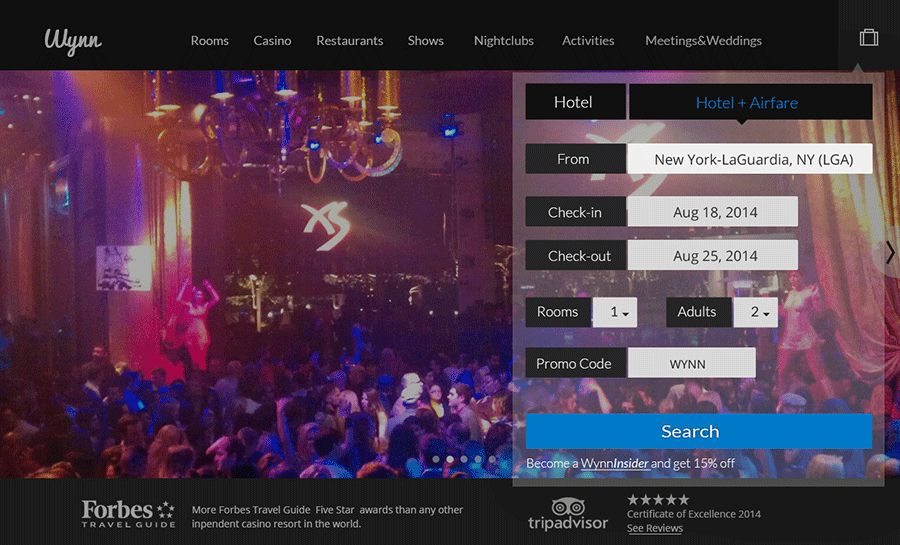 Wynn
Rooms Casino Restaurants Shows Nightclubs Activities Meetings&Weddings
XS
Hotel Hotel + Airfare
From New York-LaGuardia, NY (LGA)
Check-in Aug 18, 2014
Check-out Aug 25, 2014
Rooms 1 Adults 2
Promo Code WYNN
Search
Become a WynnInsider and get 15% off
Forbes
TRAVEL GUIDE
More Forbes Travel Guide Five Star awards than any other
inpendent casino resort in the world.
tripadvisor
Certificate of Excellence 2014
See Reviews